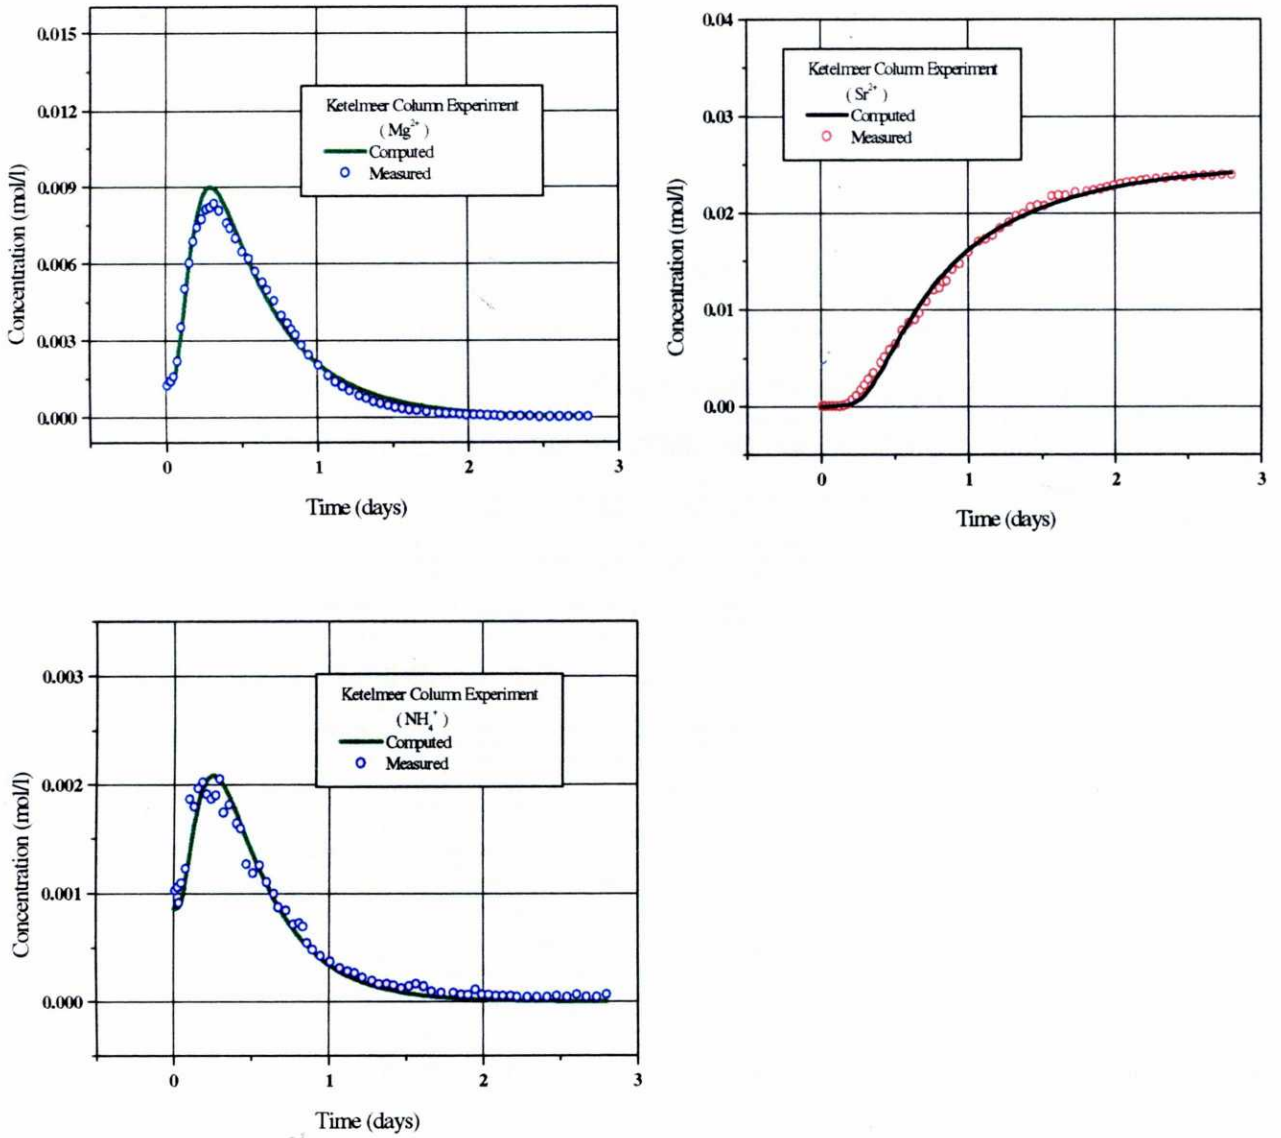 0.015
0.012
0.009
0.006
0.003
0.000
Concentration (mol/l)
Ketelmeer Column Experiment
( Mg²⁺ )
Computed
Measured
0 1 2 3
Time (days)
0.04
0.03
0.02
0.01
0.00
Concentration (mol/l)
Ketelmeer Column Experiment
( Sr²⁺ )
Computed
Measured
0 1 2 3
Time (days)
0.003
0.002
0.001
0.000
Concentration (mol/l)
Ketelmeer Column Experiment
( NH₄⁺ )
Computed
Measured
0 1 2 3
Time (days)